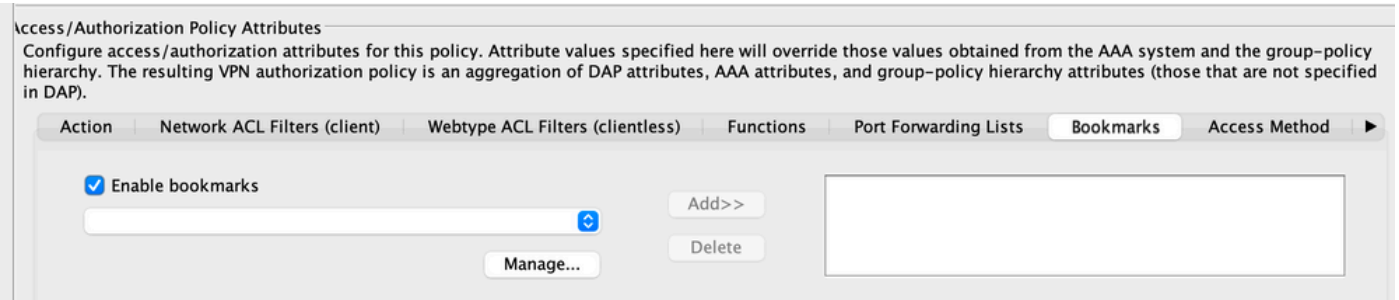 Access/Authorization Policy Attributes
Configure access/authorization attributes for this policy. Attribute values specified here will override those values obtained from the AAA system and the group-policy
hierarchy. The resulting VPN authorization policy is an aggregation of DAP attributes, AAA attributes, and group-policy hierarchy attributes (those that are not specified
in DAP).
Action Network ACL Filters (client) Webtype ACL Filters (clientless) Functions Port Forwarding Lists Bookmarks Access Method
Enable bookmarks
Add>>
Delete
Manage...